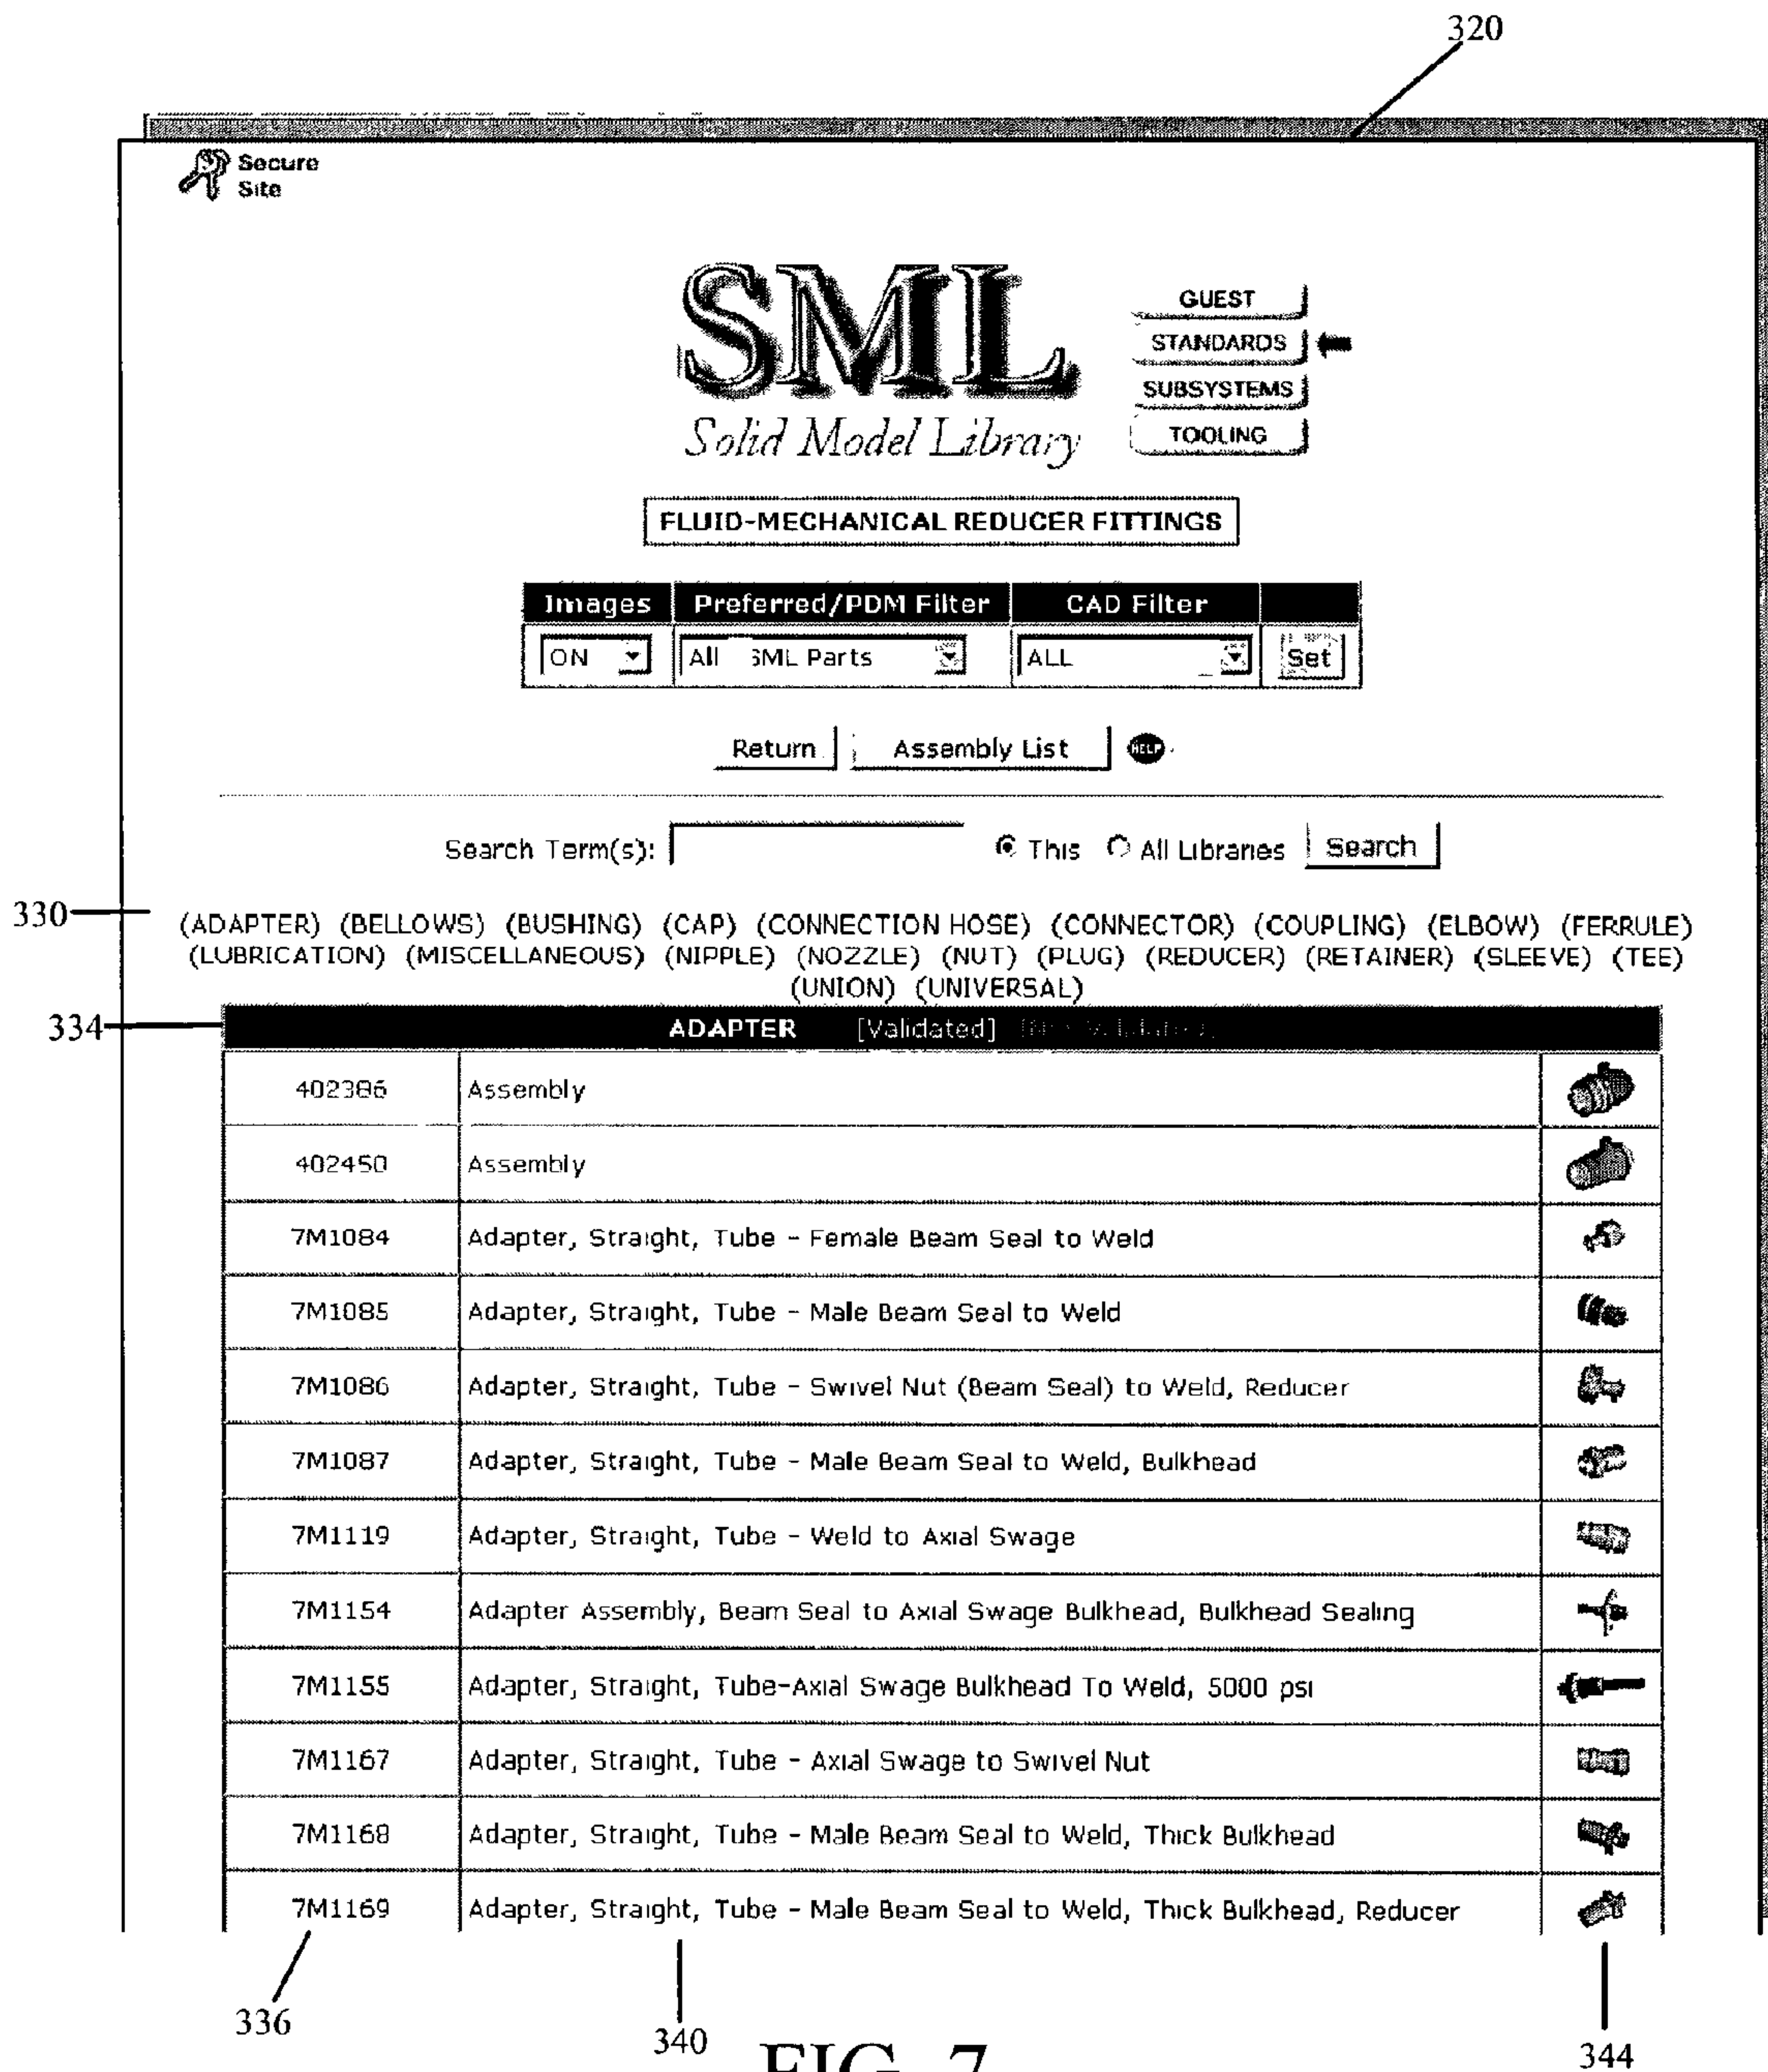 320
Secure
Site
SML
Solid Model Library
GUEST
STANDARDS
SUBSYSTEMS
TOOLING
FLUID-MECHANICAL REDUCER FITTINGS
Images Preferred/PDM Filter CAD Filter
ON All SML Parts ALL Set
Return Assembly List HELP
Search Term(s): This All Libraries Search
330
(ADAPTER) (BELLOWS) (BUSHING) (CAP) (CONNECTION HOSE) (CONNECTOR) (COUPLING) (ELBOW) (FERRULE)
(LUBRICATION) (MISCELLANEOUS) (NIPPLE) (NOZZLE) (NUT) (PLUG) (REDUCER) (RETAINER) (SLEEVE) (TEE)
(UNION) (UNIVERSAL)
334
ADAPTER [Validated]
402386 Assembly
402450 Assembly
7M1084 Adapter, Straight, Tube - Female Beam Seal to Weld
7M1085 Adapter, Straight, Tube - Male Beam Seal to Weld
7M1086 Adapter, Straight, Tube - Swivel Nut (Beam Seal) to Weld, Reducer
7M1087 Adapter, Straight, Tube - Male Beam Seal to Weld, Bulkhead
7M1119 Adapter, Straight, Tube - Weld to Axial Swage
7M1154 Adapter Assembly, Beam Seal to Axial Swage Bulkhead, Bulkhead Sealing
7M1155 Adapter, Straight, Tube-Axial Swage Bulkhead To Weld, 5000 psi
7M1167 Adapter, Straight, Tube - Axial Swage to Swivel Nut
7M1168 Adapter, Straight, Tube - Male Beam Seal to Weld, Thick Bulkhead
7M1169 Adapter, Straight, Tube - Male Beam Seal to Weld, Thick Bulkhead, Reducer
336
340
344
FIG. 7